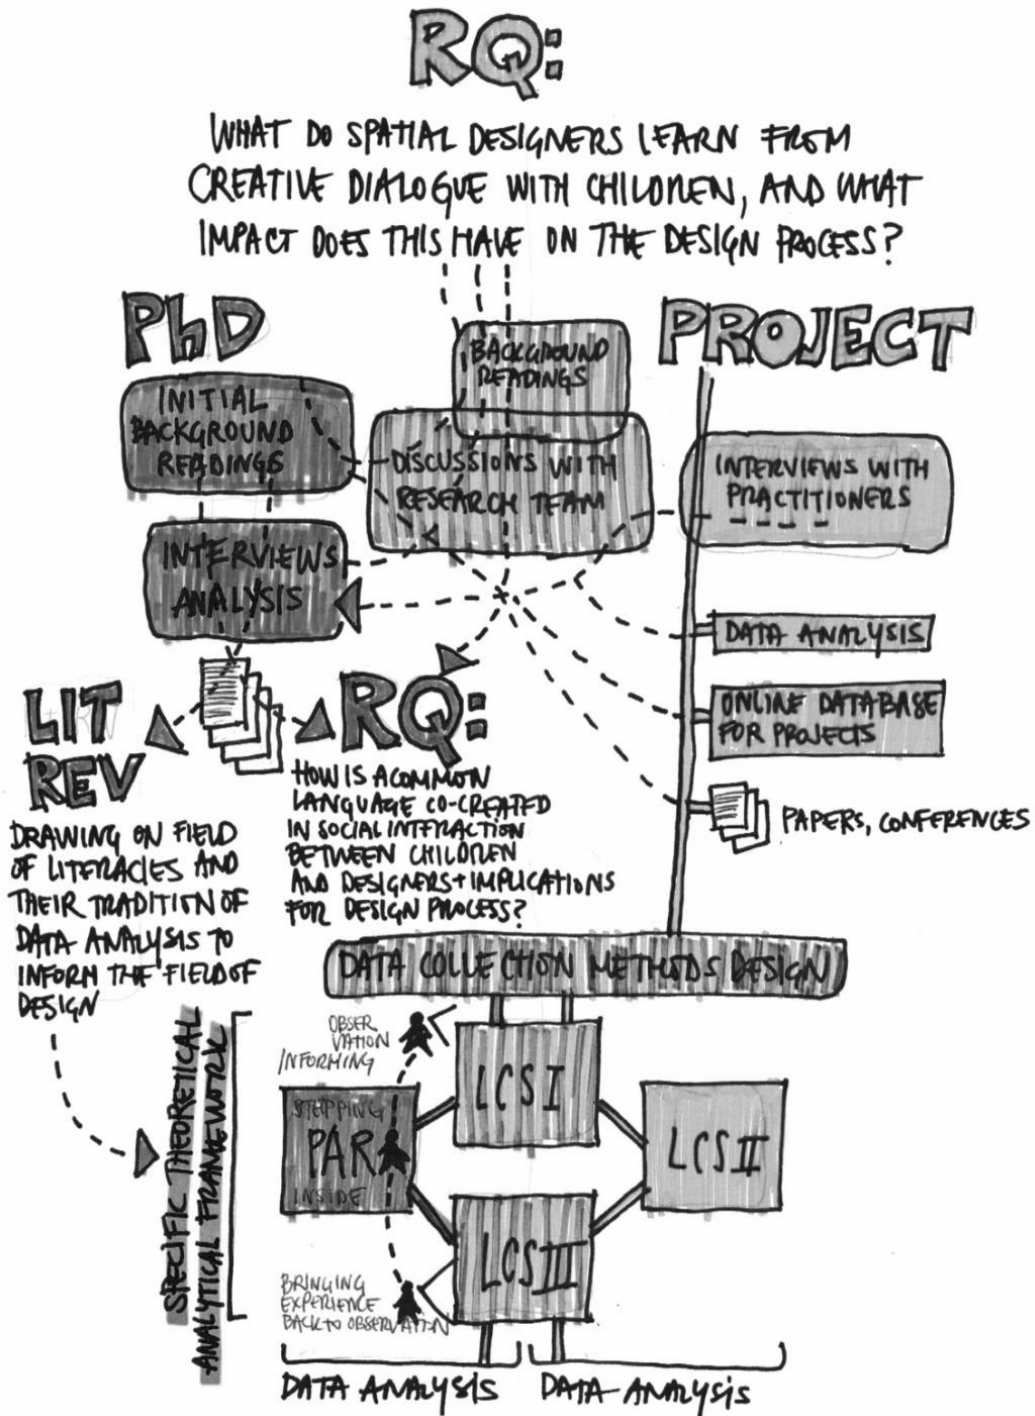 RQ:
WHAT DO SPATIAL DESIGNERS LEARN FROM
CREATIVE DIALOGUE WITH CHILDREN, AND WHAT
IMPACT DOES THIS HAVE ON THE DESIGN PROCESS?
PhD
PROJECT
INITIAL
BACKGROUND
READINGS
BACKGROUND
READINGS
DISCUSSIONS WITH
RESEARCH TEAM
INTERVIEWS WITH
PRACTITIONERS
INTERVIEWS
ANALYSIS
DATA ANALYSIS
ONLINE DATABASE
FOR PROJECTS
PAPERS, CONFERENCES
LIT
REV
DRAWING ON FIELD
OF LITERACIES AND
THEIR TRADITION OF
DATA ANALYSIS TO
INFORM THE FIELD OF
DESIGN
RQ:
HOW IS A COMMON
LANGUAGE CO-CREATED
IN SOCIAL INTERACTION
BETWEEN CHILDREN
AND DESIGNERS + IMPLICATIONS
FOR DESIGN PROCESS?
DATA COLLECTION METHODS DESIGN
SPECIFIC THEORETICAL
ANALYTICAL FRAMEWORK
OBSER
VATION
/INFORMING
STEPPING
PAR
INSIDE
LCS I
LCS II
LCS III
BRINGING
EXPERIENCE
BACK TO OBSERVATION
DATA ANALYSIS
DATA ANALYSIS